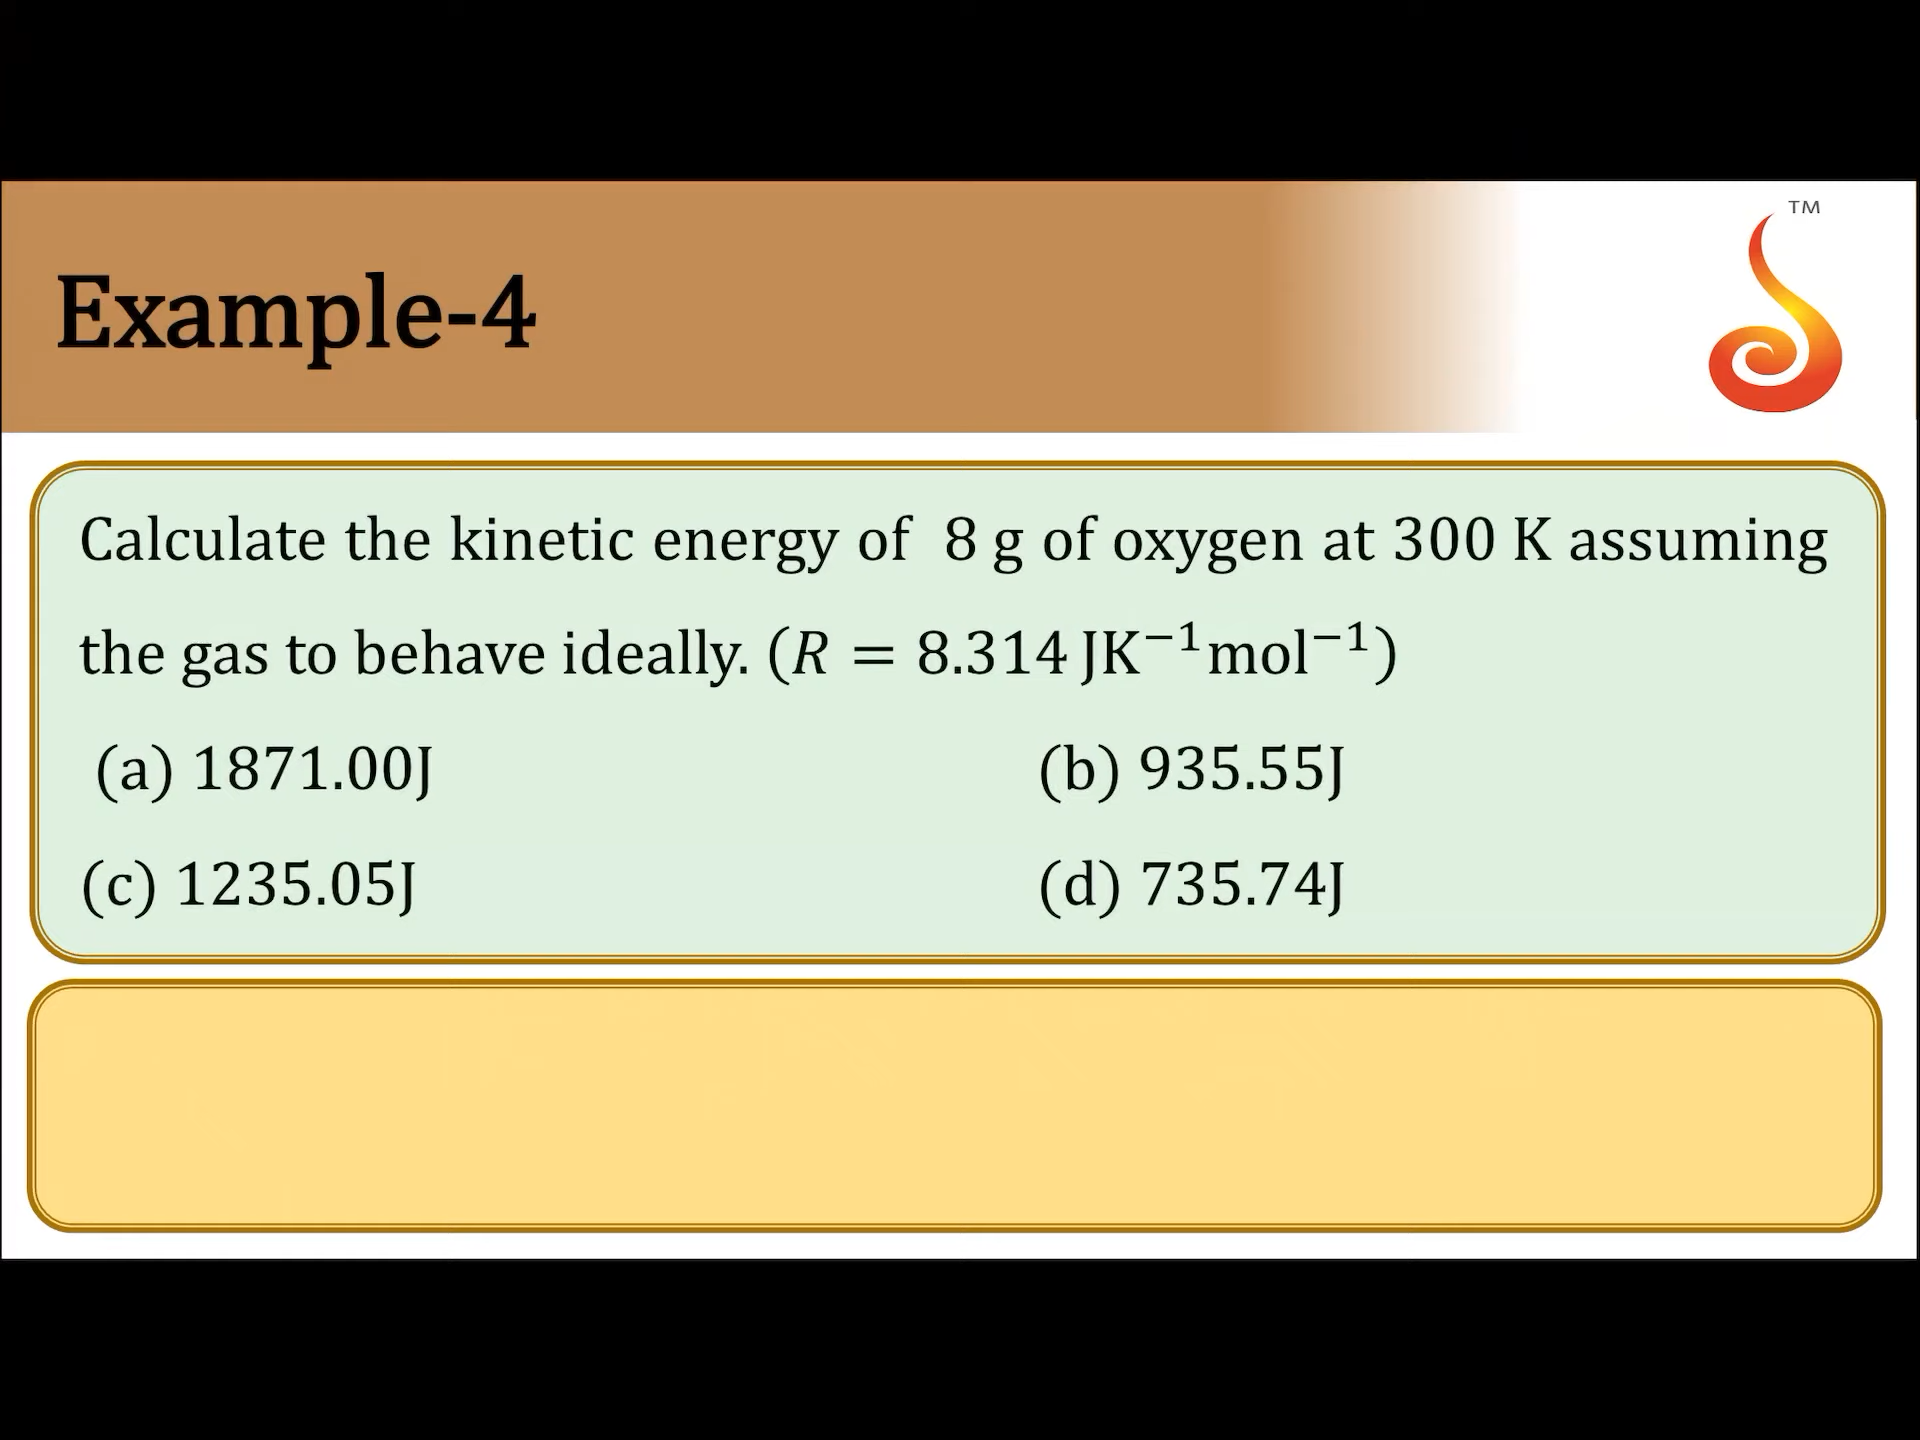 TM
Example-4
Calculate the kinetic energy of 8 g of oxygen at 300 K assuming
the gas to behave ideally. (R = 8.314 JK⁻¹mol⁻¹)
(a) 1871.00J (b) 935.55J
(c) 1235.05J (d) 735.74J